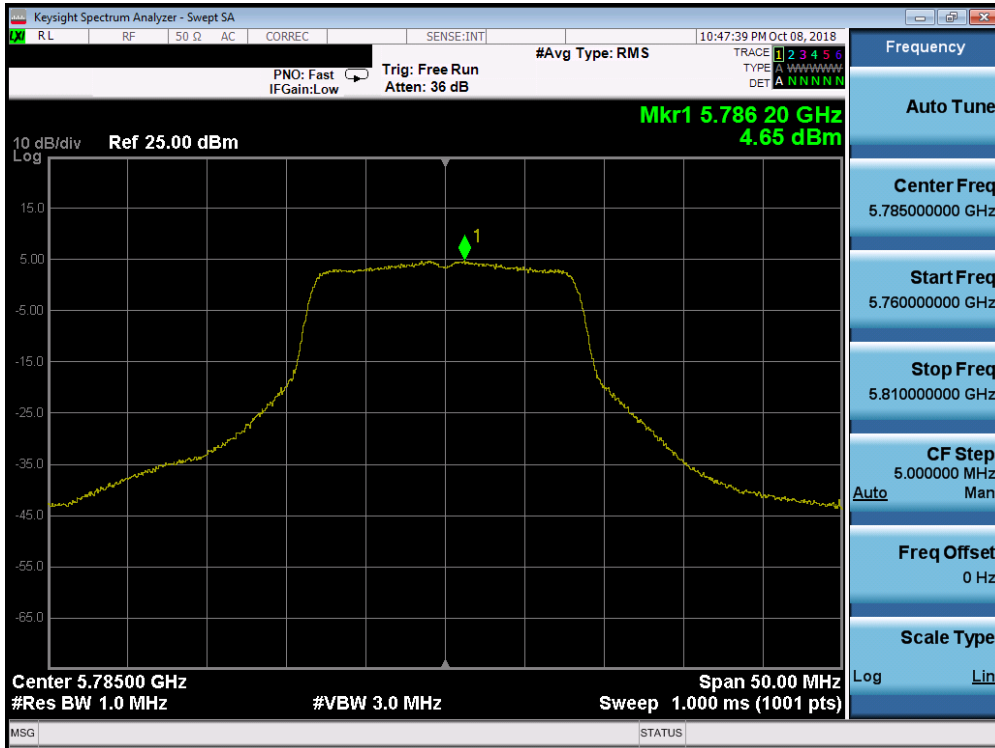 Keysight Spectrum Analyzer - Swept SA
LXI RL RF 50 Ω AC CORREC SENSE:INT 10:47:39 PM Oct 08, 2018
#Avg Type: RMS
TRACE 1 2 3 4 5 6
TYPE A WWWWW
DET A N N N N N
PNO: Fast
IFGain:Low
Trig: Free Run
Atten: 36 dB
Mkr1 5.786 20 GHz
4.65 dBm
10 dB/div Ref 25.00 dBm
Log
15.0
5.00
-5.00
-15.0
-25.0
-35.0
-45.0
-55.0
-65.0
1
Center 5.78500 GHz Span 50.00 MHz
#Res BW 1.0 MHz #VBW 3.0 MHz Sweep 1.000 ms (1001 pts)
MSG STATUS
Frequency
Auto Tune
Center Freq
5.785000000 GHz
Start Freq
5.760000000 GHz
Stop Freq
5.810000000 GHz
CF Step
5.000000 MHz
Auto Man
Freq Offset
0 Hz
Scale Type
Log Lin